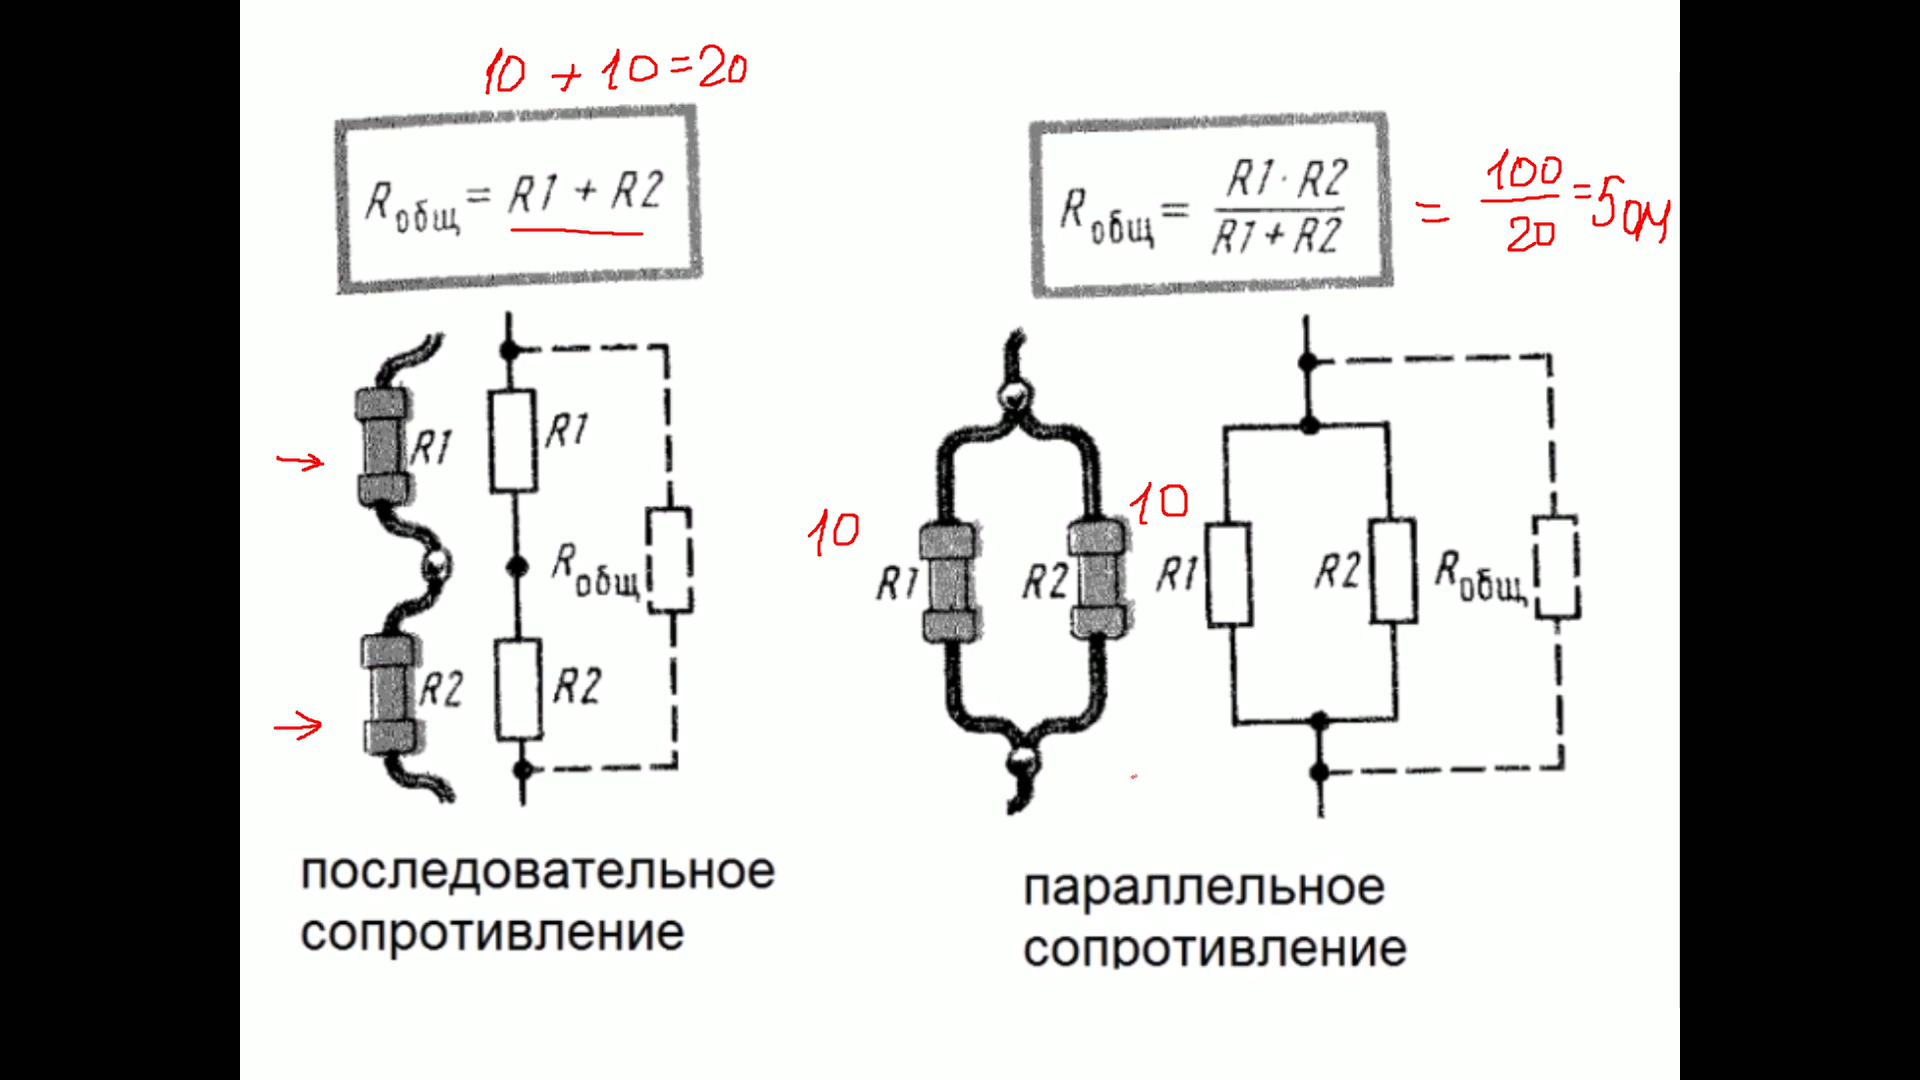 10 + 10 = 20
Rобщ = R1 + R2
R1
R1
Rобщ
R2
R2
последовательное
сопротивление
Rобщ = R1 · R2 / R1 + R2 = 100 / 20 = 5 ом
10
10
R1
R2
R1
R2
Rобщ
параллельное
сопротивление